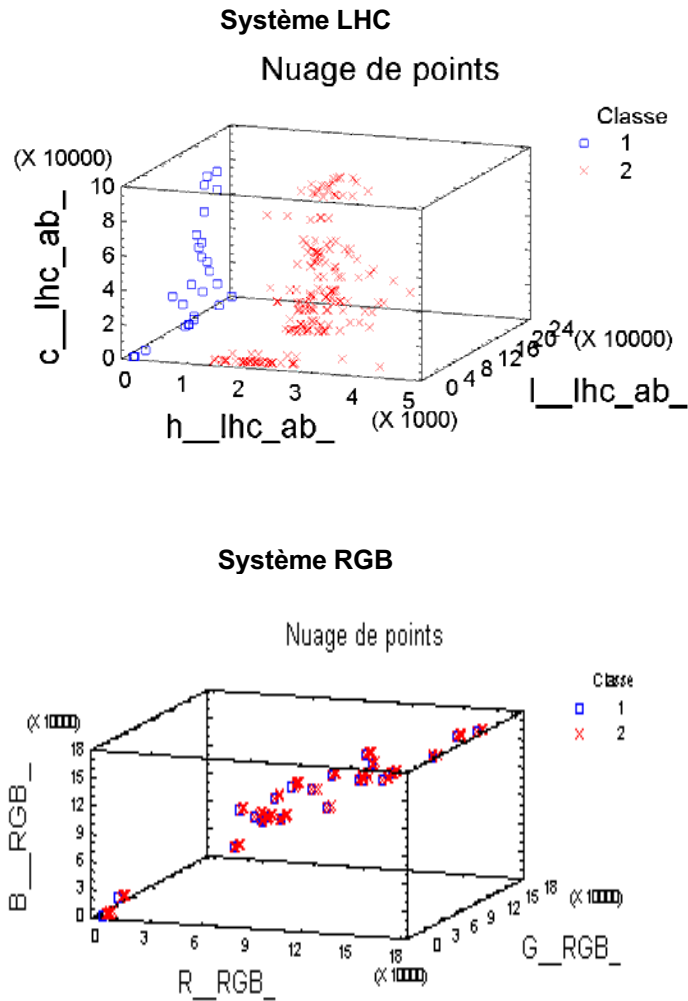 Système LHC
Nuage de points
Classe
1
2
(X 10000)
10
8
6
4
2
0
c__lhc_ab_
0 1 2 3 4 5
h__lhc_ab_
(X 1000)
0 4 8 12 16 20 24
(X 10000)
l__lhc_ab_
Système RGB
Nuage de points
Classe
1
2
18
15
12
9
6
3
0
B__RGB_
0 3 6 9 12 15 18
R__RGB_
0 3 6 9 12 15 18
G__RGB_